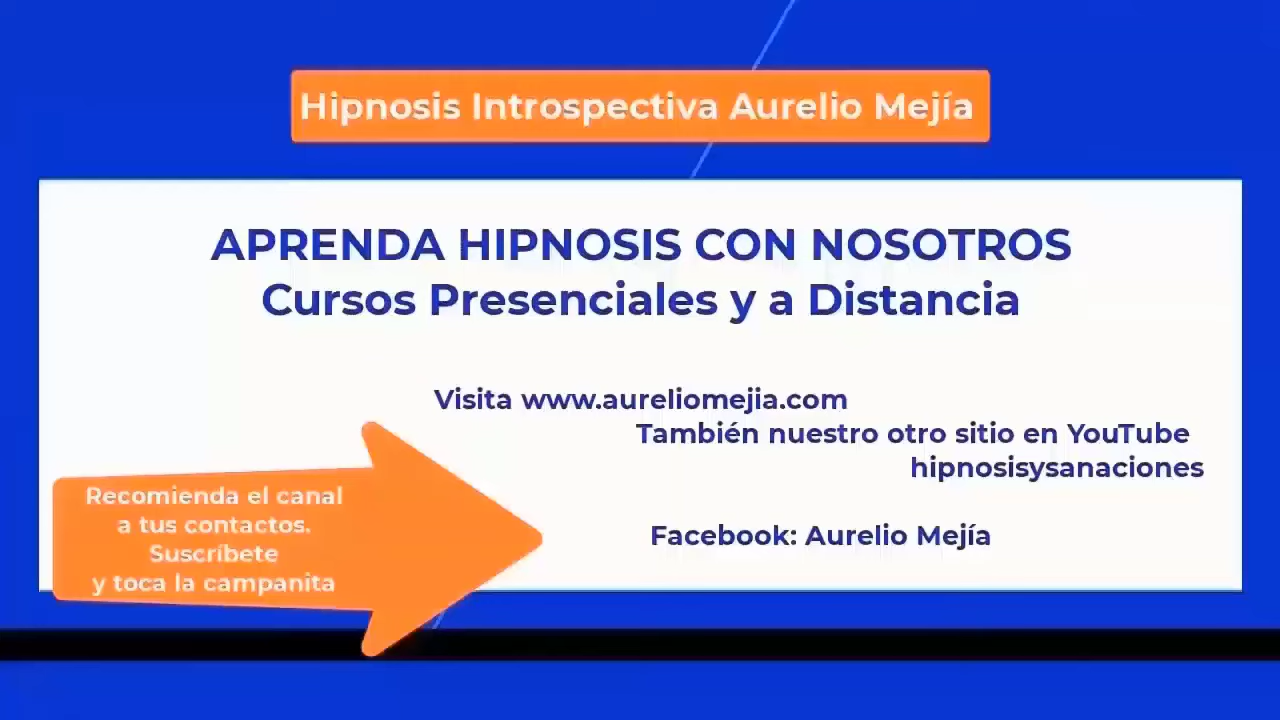 Hipnosis Introspectiva Aurelio Mejía
APRENDA HIPNOSIS CON NOSOTROS
Cursos Presenciales y a Distancia
Visita www.aureliomejia.com
También nuestro otro sitio en YouTube
hipnosisysanaciones
Facebook: Aurelio Mejía
Recomienda el canal
a tus contactos.
Suscríbete
y toca la campanita